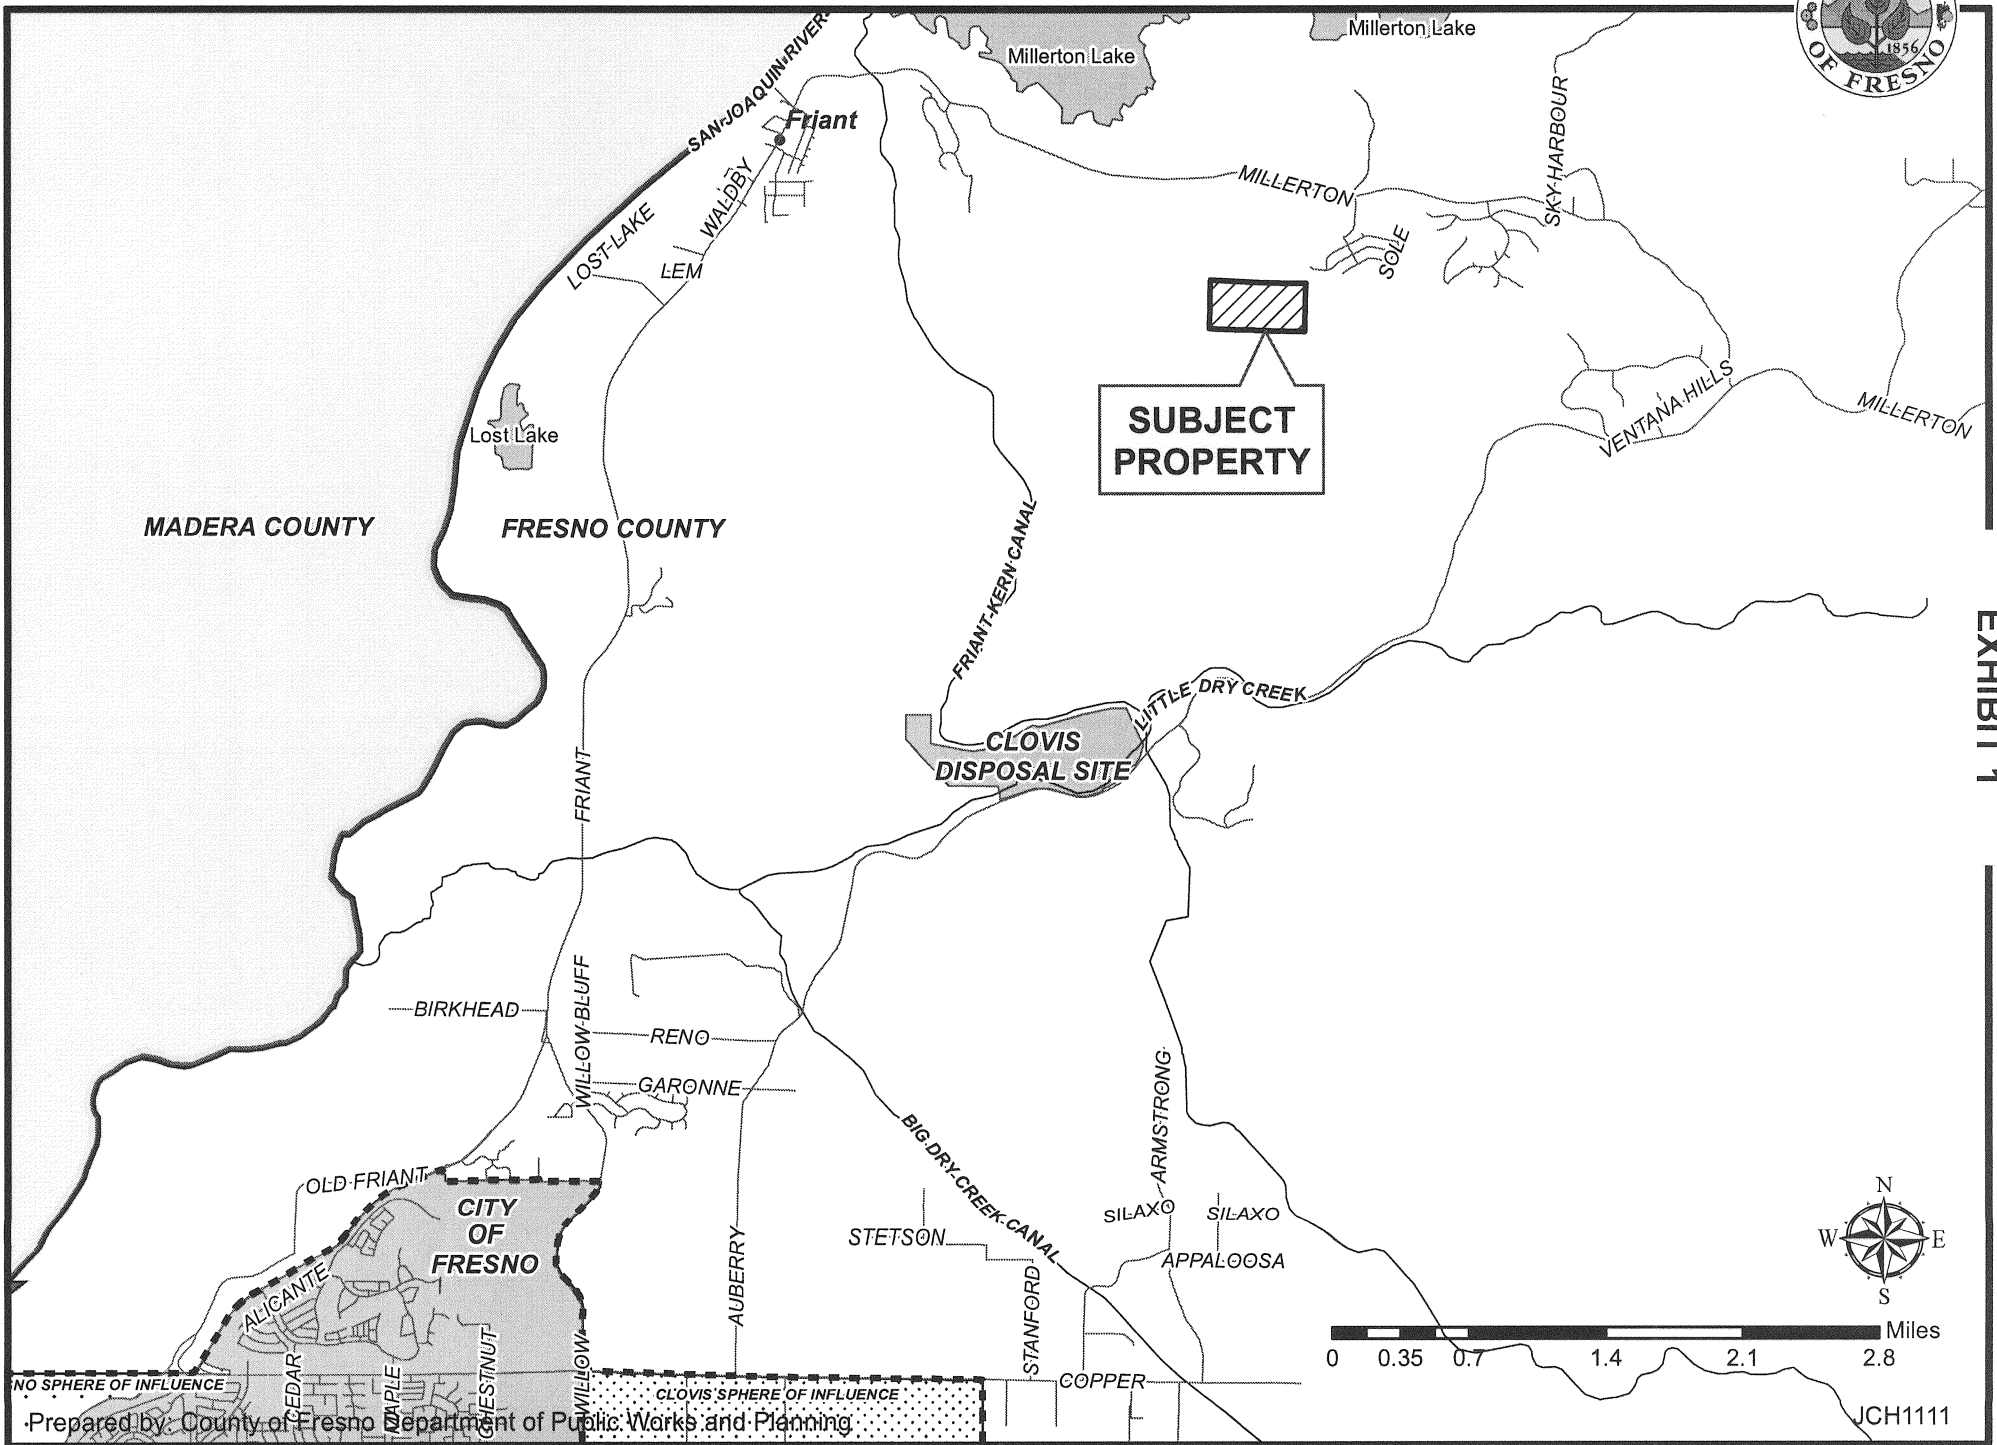 Millerton Lake
Millerton Lake
1856
OF FRESNO
SAN JOAQUIN RIVER
Friant
WALDBY
LOST LAKE
LEM
MILLERTON
SKY HARBOUR
SOLE
SUBJECT
PROPERTY
Lost Lake
VENTANA HILLS
MILLERTON
MADERA COUNTY
FRESNO COUNTY
FRIANT-KERN CANAL
EXHIBIT 1
LITTLE DRY CREEK
CLOVIS
DISPOSAL SITE
FRIANT
BIRKHEAD
WILLOW BLUFF
RENO
GARONNE
ARMSTRONG
BIG DRY CREEK CANAL
OLD FRIANT
CITY
OF
FRESNO
ALICANTE
AUBERRY
STETSON
STANFORD
SILAXO
SILAXO
APPALOOSA
N
W
E
S
Miles
0 0.35 0.7 1.4 2.1 2.8
CEDAR
MAPLE
CHESTNUT
WILLOW
COPPER
NO SPHERE OF INFLUENCE
CLOVIS SPHERE OF INFLUENCE
Prepared by: County of Fresno Department of Public Works and Planning
JCH1111